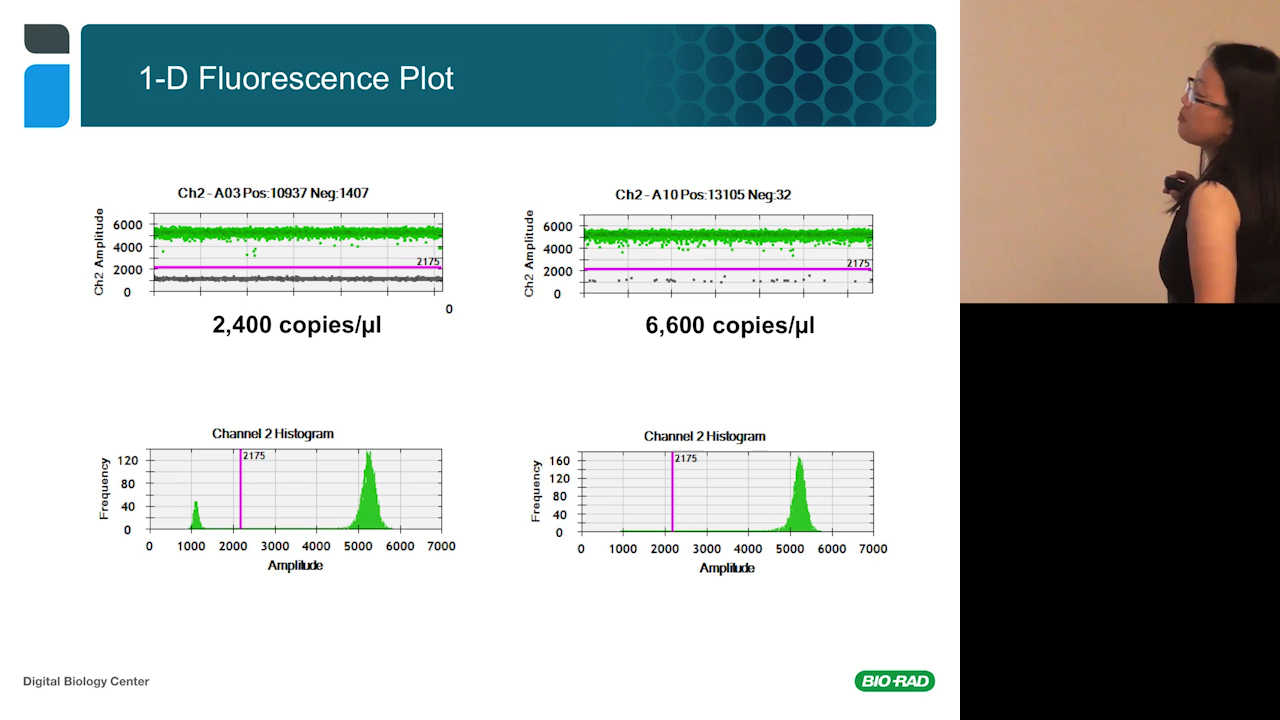 1-D Fluorescence Plot
Ch2 - A03 Pos:10937 Neg:1407
Ch2 Amplitude
6000
4000
2000
0
2175
0
2,400 copies/µl
Ch2 - A10 Pos:13105 Neg:32
Ch2 Amplitude
6000
4000
2000
0
2175
6,600 copies/µl
Channel 2 Histogram
Frequency
120
80
40
0
2175
0 1000 2000 3000 4000 5000 6000 7000
Amplitude
Channel 2 Histogram
Frequency
160
120
80
40
0
2175
0 1000 2000 3000 4000 5000 6000 7000
Amplitude
Digital Biology Center
BIO-RAD